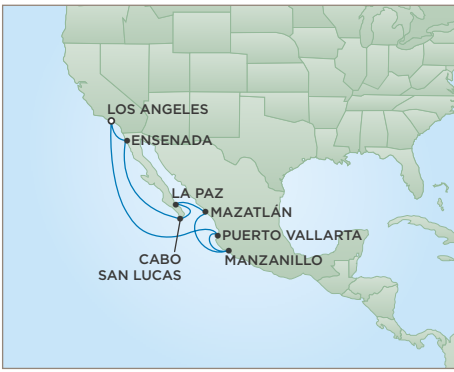 LOS ANGELES
ENSENADA
LA PAZ
MAZATLÁN
PUERTO VALLARTA
CABO
SAN LUCAS
MANZANILLO